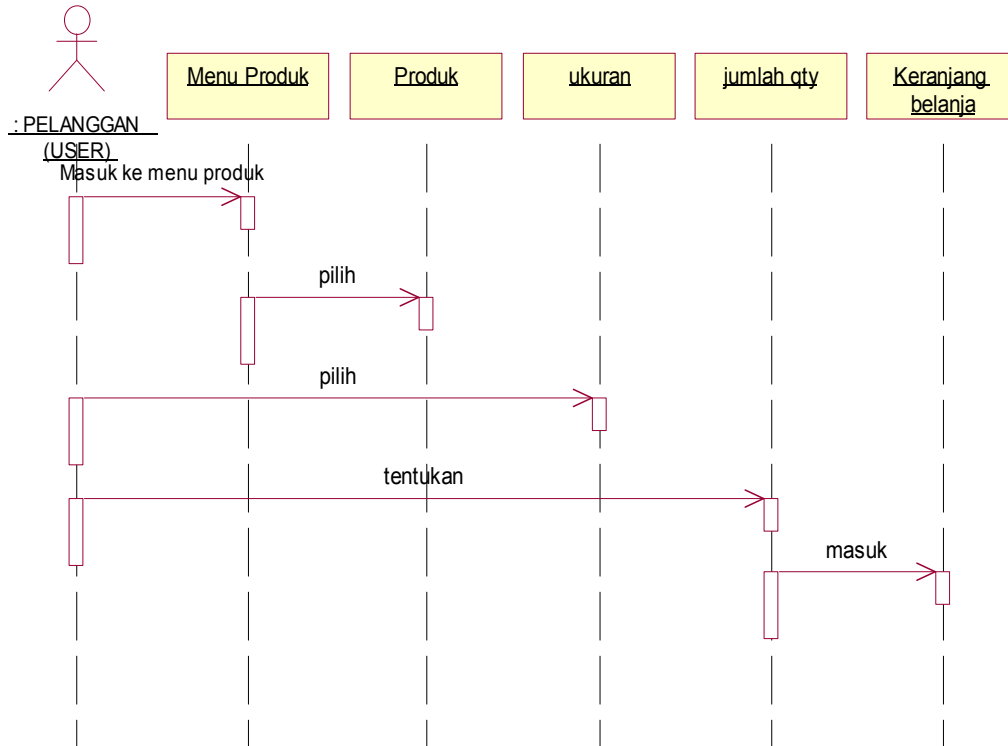 : PELANGGAN
(USER)
Menu Produk
Produk
ukuran
jumlah qty
Keranjang
belanja
Masuk ke menu produk
pilih
pilih
tentukan
masuk